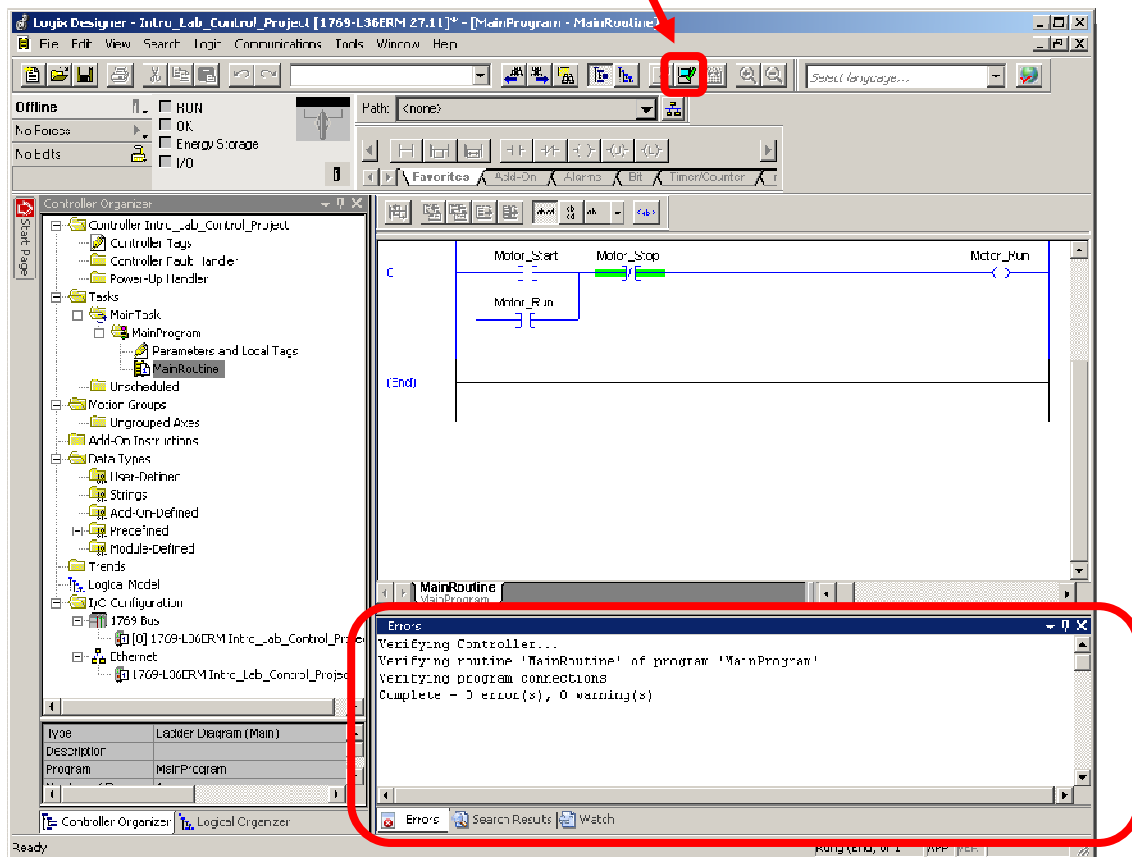 Logix Designer - Intro_Lab_Control_Project [1769-L36ERM 27.11]* - [MainProgram - MainRoutine]
File Edit View Search Logic Communications Tools Window Help
Select language...
Offline
RUN
Path: <none>
No Forces
OK
No Edits
Energy Storage
I/O
Favorites Add-On Alarms Bit Timer/Counter
Start Page
Controller Organizer
Controller Intro_Lab_Control_Project
Controller Tags
Controller Fault Handler
Power-Up Handler
Tasks
MainTask
MainProgram
Parameters and Local Tags
MainRoutine
Unscheduled
Motion Groups
Ungrouped Axes
Add-On Instructions
Data Types
User-Defined
Strings
Add-On-Defined
Predefined
Module-Defined
Trends
Logical Model
I/O Configuration
1769 Bus
[0] 1769-L36ERM Intro_Lab_Control_Projec
Ethernet
1769-L36ERM Intro_Lab_Control_Projec
Type Ladder Diagram (Main)
Description
Program MainProgram
Controller Organizer Logical Organizer
0
Motor_Start Motor_Stop Motor_Run
Motor_Run
(End)
MainRoutine
MainProgram
Errors
Verifying Controller...
Verifying routine 'MainRoutine' of program 'MainProgram'
Verifying program connections
Complete - 0 error(s), 0 warning(s)
Errors Search Results Watch
Ready
APP VER